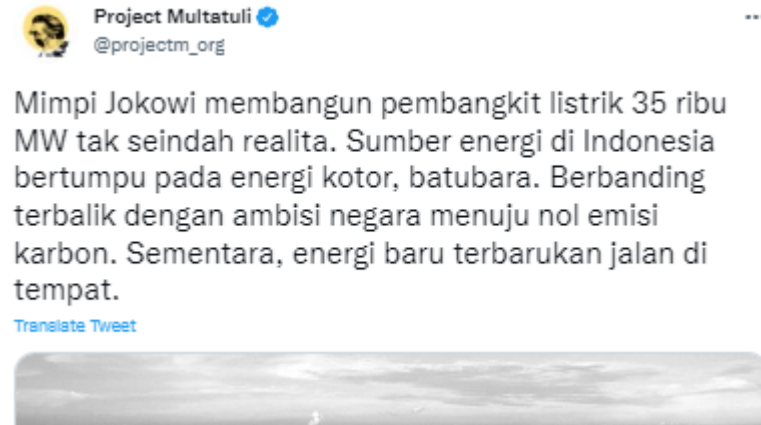 Project Multatuli
@projectm_org
Mimpi Jokowi membangun pembangkit listrik 35 ribu
MW tak seindah realita. Sumber energi di Indonesia
bertumpu pada energi kotor, batubara. Berbanding
terbalik dengan ambisi negara menuju nol emisi
karbon. Sementara, energi baru terbarukan jalan di
tempat.
Translate Tweet